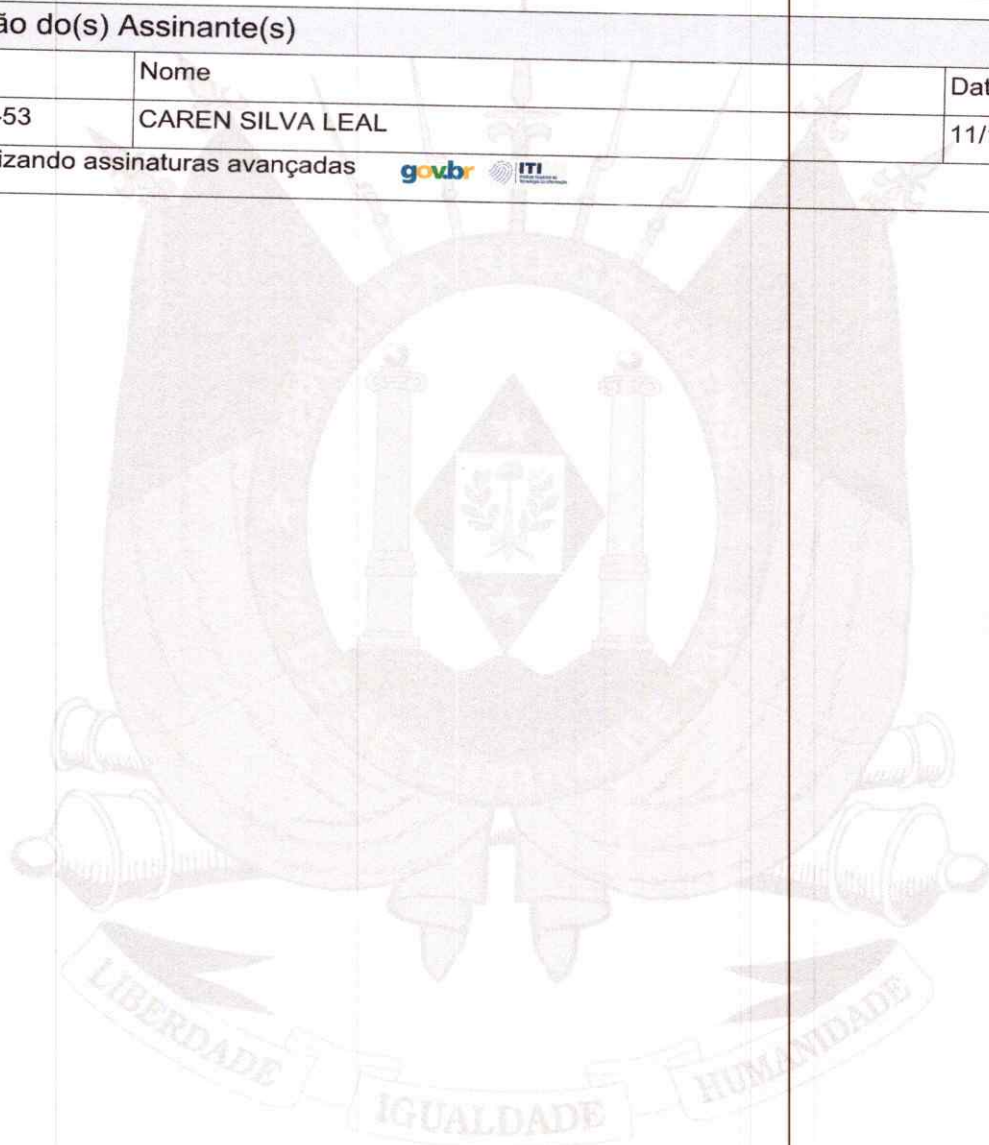 ão do(s) Assinante(s)
Nome Dat
-53 CAREN SILVA LEAL 11/
izando assinaturas avançadas gov.br ITI
LIBERDADE IGUALDADE HUMANIDADE